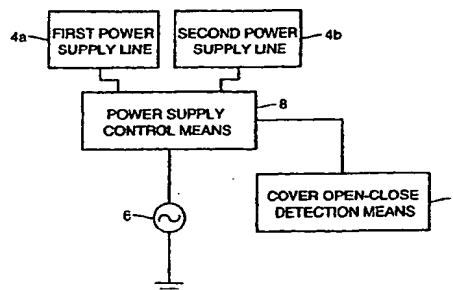 4a
FIRST POWER
SUPPLY LINE
SECOND POWER
SUPPLY LINE
4b
POWER SUPPLY
CONTROL MEANS
8
6
COVER OPEN-CLOSE
DETECTION MEANS